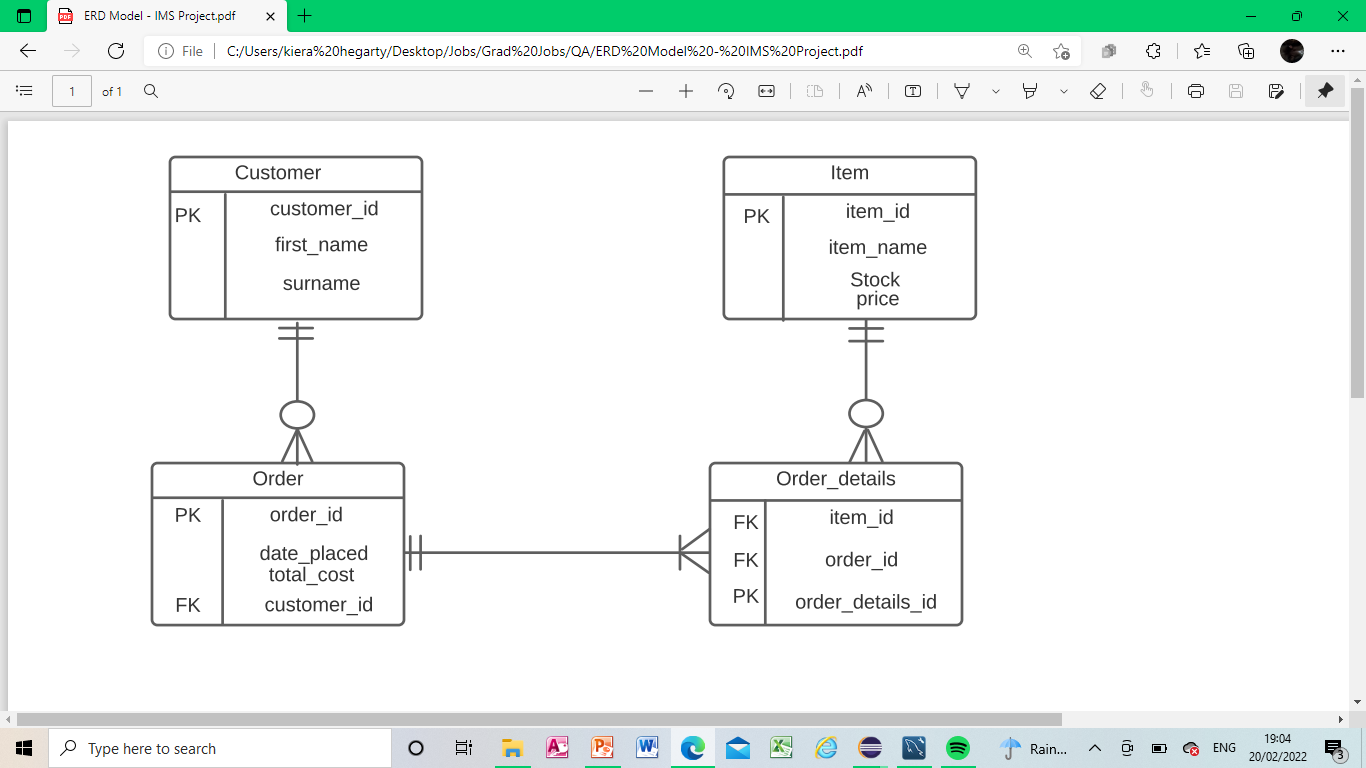 ERD Model - IMS Project.pdf
File
C:/Users/kiera%20hegarty/Desktop/Jobs/Grad%20Jobs/QA/ERD%20Model%20-%20IMS%20Project.pdf
1 of 1
Customer
PK customer_id
first_name
surname
Item
PK item_id
item_name
Stock
price
Order
PK order_id
date_placed
total_cost
FK customer_id
Order_details
FK item_id
FK order_id
PK order_details_id
Type here to search
Rain...
ENG
19:04
20/02/2022
3